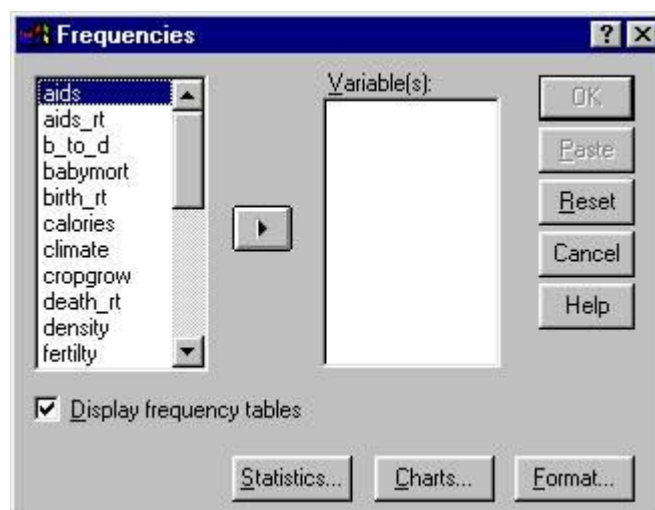 Frequencies
aids
aids_rt
b_to_d
babymort
birth_rt
calories
climate
cropgrow
death_rt
density
fertilty
Variable(s):
OK
Paste
Reset
Cancel
Help
Display frequency tables
Statistics...
Charts...
Format...